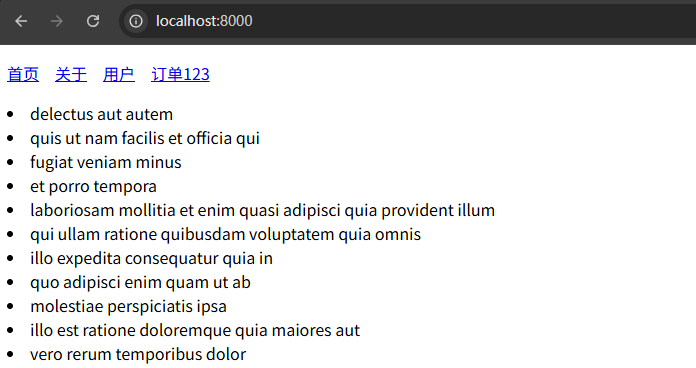 localhost:8000
首页 关于 用户 订单123
delectus aut autem
quis ut nam facilis et officia qui
fugiat veniam minus
et porro tempora
laboriosam mollitia et enim quasi adipisci quia provident illum
qui ullam ratione quibusdam voluptatem quia omnis
illo expedita consequatur quia in
quo adipisci enim quam ut ab
molestiae perspiciatis ipsa
illo est ratione doloremque quia maiores aut
vero rerum temporibus dolor